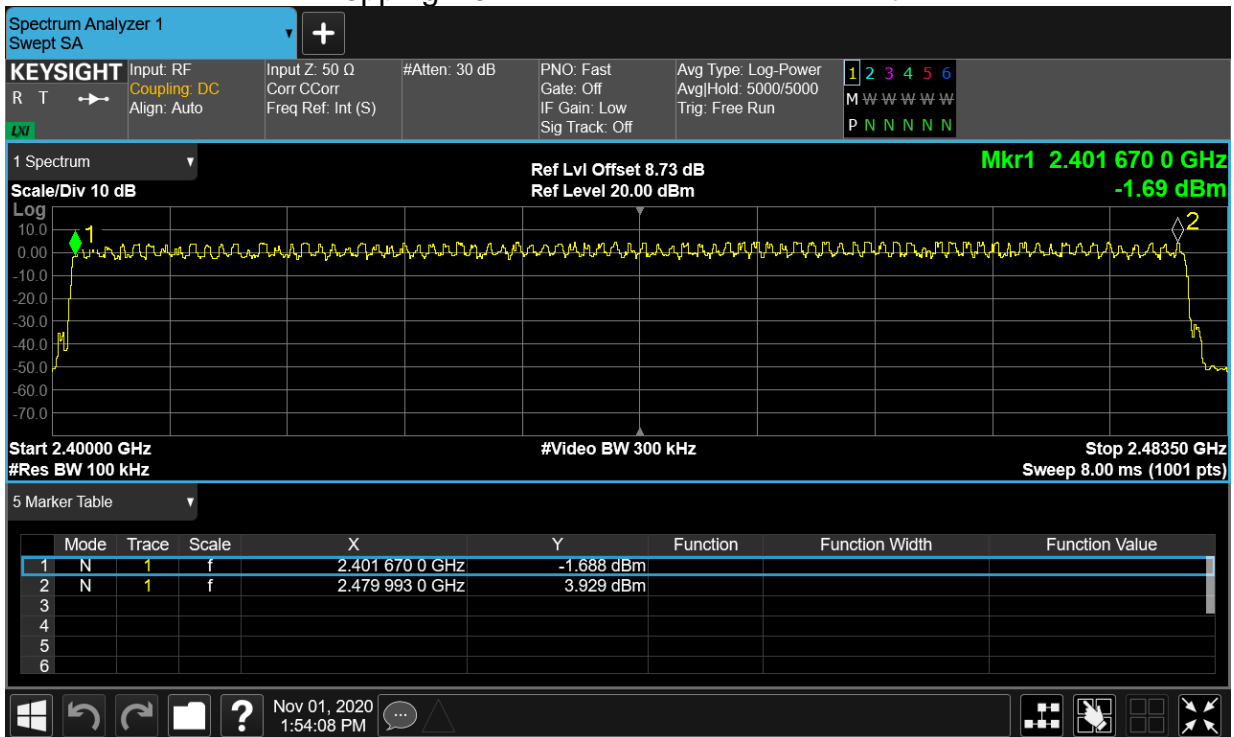 Spectrum Analyzer 1
Swept SA
KEYSIGHT
R T
LXI
Input: RF
Coupling: DC
Align: Auto
Input Z: 50 Ω
Corr CCorr
Freq Ref: Int (S)
#Atten: 30 dB
PNO: Fast
Gate: Off
IF Gain: Low
Sig Track: Off
Avg Type: Log-Power
Avg|Hold: 5000/5000
Trig: Free Run
1 2 3 4 5 6
M W W W W W
P N N N N N
1 Spectrum
Scale/Div 10 dB
Ref Lvl Offset 8.73 dB
Ref Level 20.00 dBm
Mkr1 2.401 670 0 GHz
-1.69 dBm
Log
1
2
10.0
0.00
-10.0
-20.0
-30.0
-40.0
-50.0
-60.0
-70.0
Start 2.40000 GHz
#Res BW 100 kHz
#Video BW 300 kHz
Stop 2.48350 GHz
Sweep 8.00 ms (1001 pts)
5 Marker Table
Mode Trace Scale X Y Function Function Width Function Value
1 N 1 f 2.401 670 0 GHz -1.688 dBm
2 N 1 f 2.479 993 0 GHz 3.929 dBm
3
4
5
6
?
Nov 01, 2020
1:54:08 PM